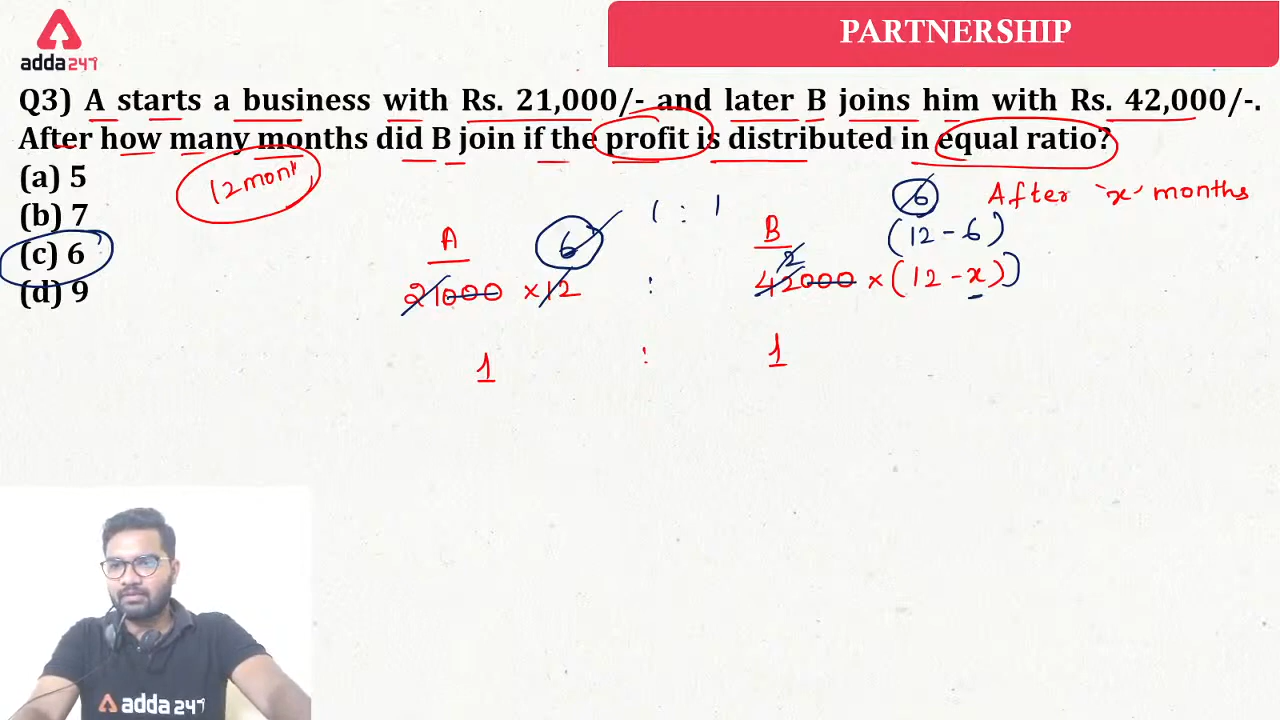 PARTNERSHIP
adda247
Q3) A starts a business with Rs. 21,000/- and later B joins him with Rs. 42,000/-.
After how many months did B join if the profit is distributed in equal ratio?
(a) 5
12 mont
6 After 'x' months
(b) 7
1 : 1
(12 - 6)
A 6 B
(c) 6
2
21000 × 12 : 42000 × (12 - x))
(d) 9
1 : 1
adda247